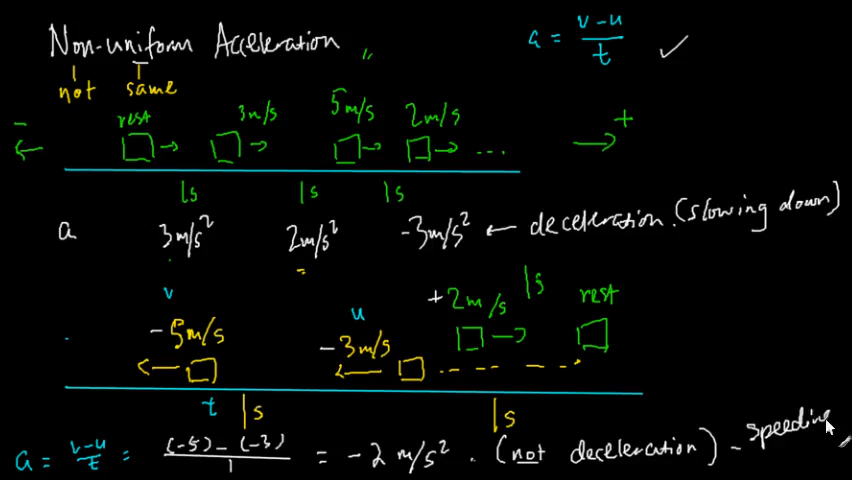 Non-uniform Acceleration
a = v-u / t ✓
not same
- rest 3m/s 5m/s 2m/s ... +
1s 1s 1s
a 3m/s² 2m/s² -3m/s² ← deceleration. (slowing down)
v u +2m/s 1s rest
-5m/s -3m/s
t 1s 1s
a = v-u / t = (-5) - (-3) / 1 = -2 m/s². (not deceleration) - speeding